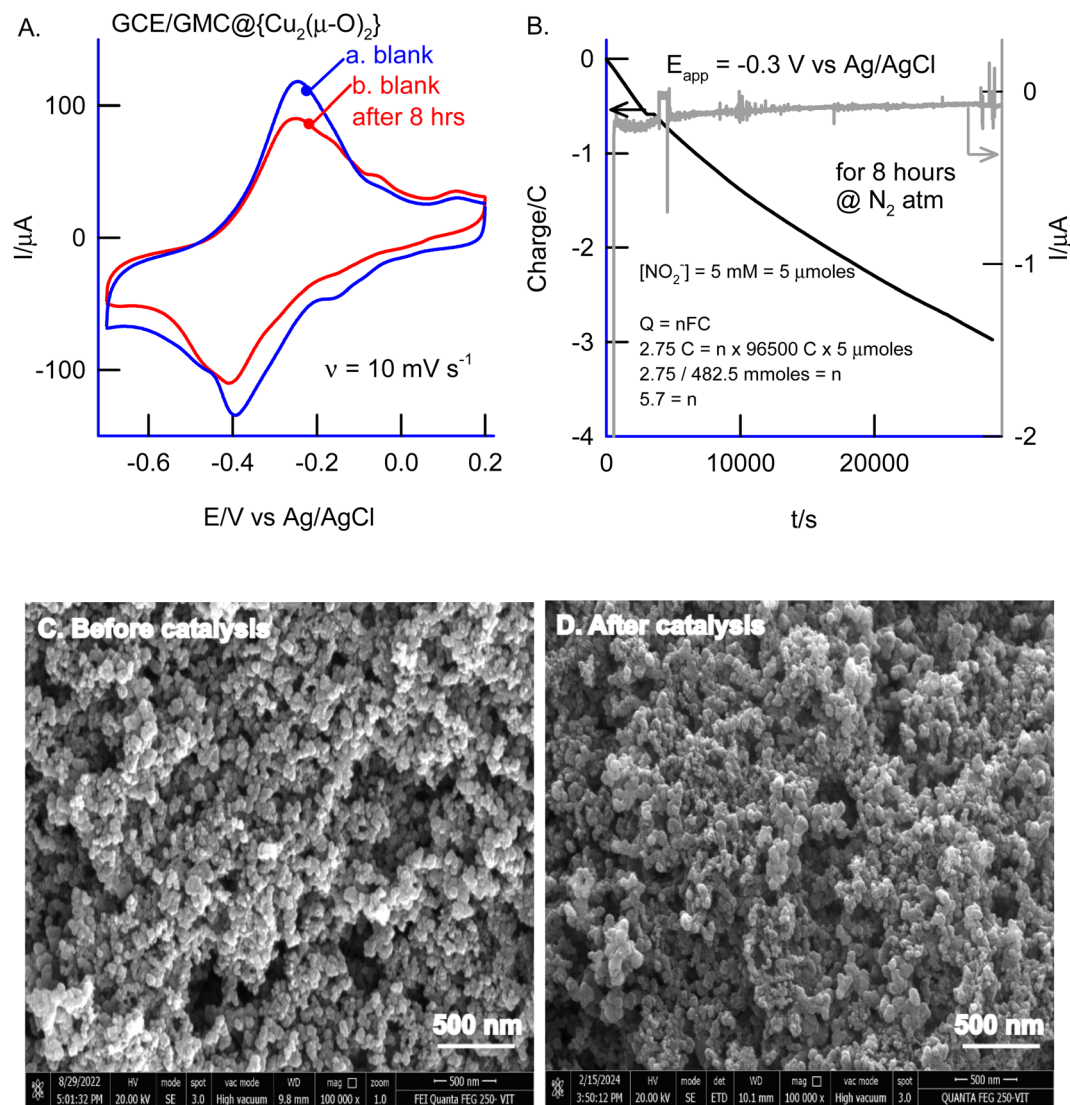 A.
GCE/GMC@{Cu₂(μ-O)₂}
a. blank
b. blank
after 8 hrs
100
0
-100
I/μA
ν = 10 mV s⁻¹
-0.6
-0.4
-0.2
0.0
0.2
E/V vs Ag/AgCl
B.
Eapp = -0.3 V vs Ag/AgCl
0
-1
-2
-3
-4
Charge/C
for 8 hours
@ N₂ atm
[NO₂⁻] = 5 mM = 5 μmoles
Q = nFC
2.75 C = n x 96500 C x 5 μmoles
2.75 / 482.5 mmoles = n
5.7 = n
0
-1
-2
I/μA
0
10000
20000
t/s
C. Before catalysis
500 nm
8/29/2022
5:01:32 PM
HV
20.00 kV
mode
SE
spot
3.0
vac mode
High vacuum
WD
9.8 mm
mag
100 000 x
zoom
1.0
500 nm
FEI Quanta FEG 250- VIT
D. After catalysis
500 nm
2/15/2024
3:50:12 PM
HV
20.00 kV
mode
SE
det
ETD
WD
10.1 mm
mag
100 000 x
spot
3.0
vac mode
High vacuum
500 nm
QUANTA FEG 250-VIT